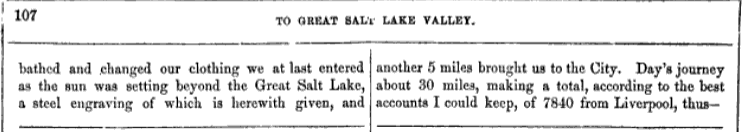 107
TO GREAT SALT LAKE VALLEY.
bathed and changed our clothing we at last entered
as the sun was setting beyond the Great Salt Lake,
a steel engraving of which is herewith given, and
another 5 miles brought us to the City. Day's journey
about 30 miles, making a total, according to the best
accounts I could keep, of 7840 from Liverpool, thus—